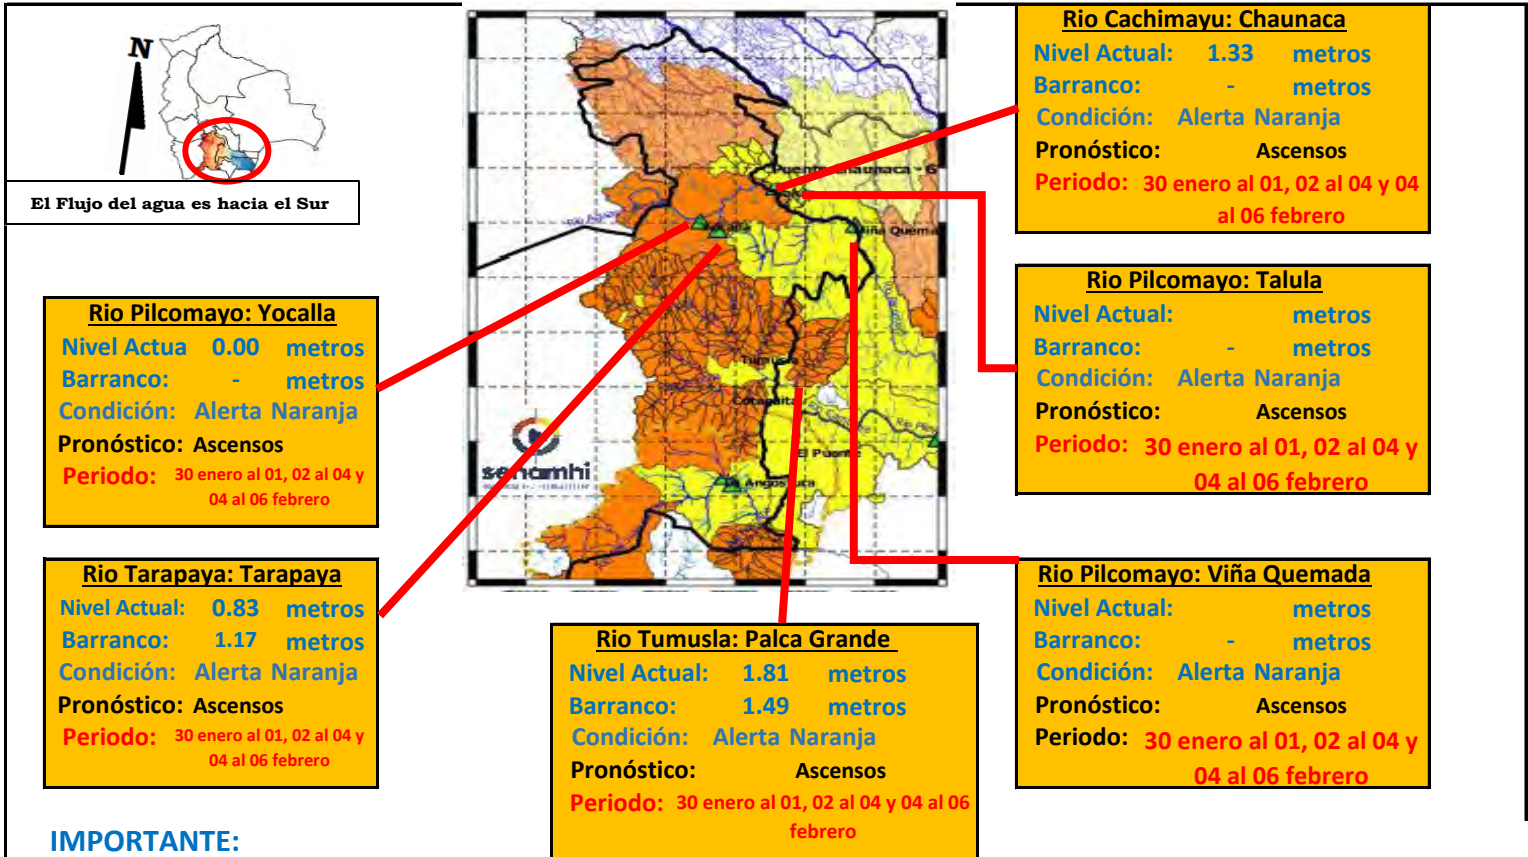 N
El Flujo del agua es hacia el Sur
Rio Pilcomayo: Yocalla
Nivel Actua 0.00 metros
Barranco: - metros
Condición: Alerta Naranja
Pronóstico: Ascensos
Periodo: 30 enero al 01, 02 al 04 y
04 al 06 febrero
Rio Tarapaya: Tarapaya
Nivel Actual: 0.83 metros
Barranco: 1.17 metros
Condición: Alerta Naranja
Pronóstico: Ascensos
Periodo: 30 enero al 01, 02 al 04 y
04 al 06 febrero
IMPORTANTE:
Tumusla
Cotagaita
El Puente
Angostura
senamhi
Rio Tumusla: Palca Grande
Nivel Actual: 1.81 metros
Barranco: 1.49 metros
Condición: Alerta Naranja
Pronóstico: Ascensos
Periodo: 30 enero al 01, 02 al 04 y 04 al 06
febrero
Rio Cachimayu: Chaunaca
Nivel Actual: 1.33 metros
Barranco: - metros
Condición: Alerta Naranja
Pronóstico: Ascensos
Periodo: 30 enero al 01, 02 al 04 y 04
al 06 febrero
Rio Pilcomayo: Talula
Nivel Actual: metros
Barranco: - metros
Condición: Alerta Naranja
Pronóstico: Ascensos
Periodo: 30 enero al 01, 02 al 04 y
04 al 06 febrero
Rio Pilcomayo: Viña Quemada
Nivel Actual: metros
Barranco: - metros
Condición: Alerta Naranja
Pronóstico: Ascensos
Periodo: 30 enero al 01, 02 al 04 y
04 al 06 febrero